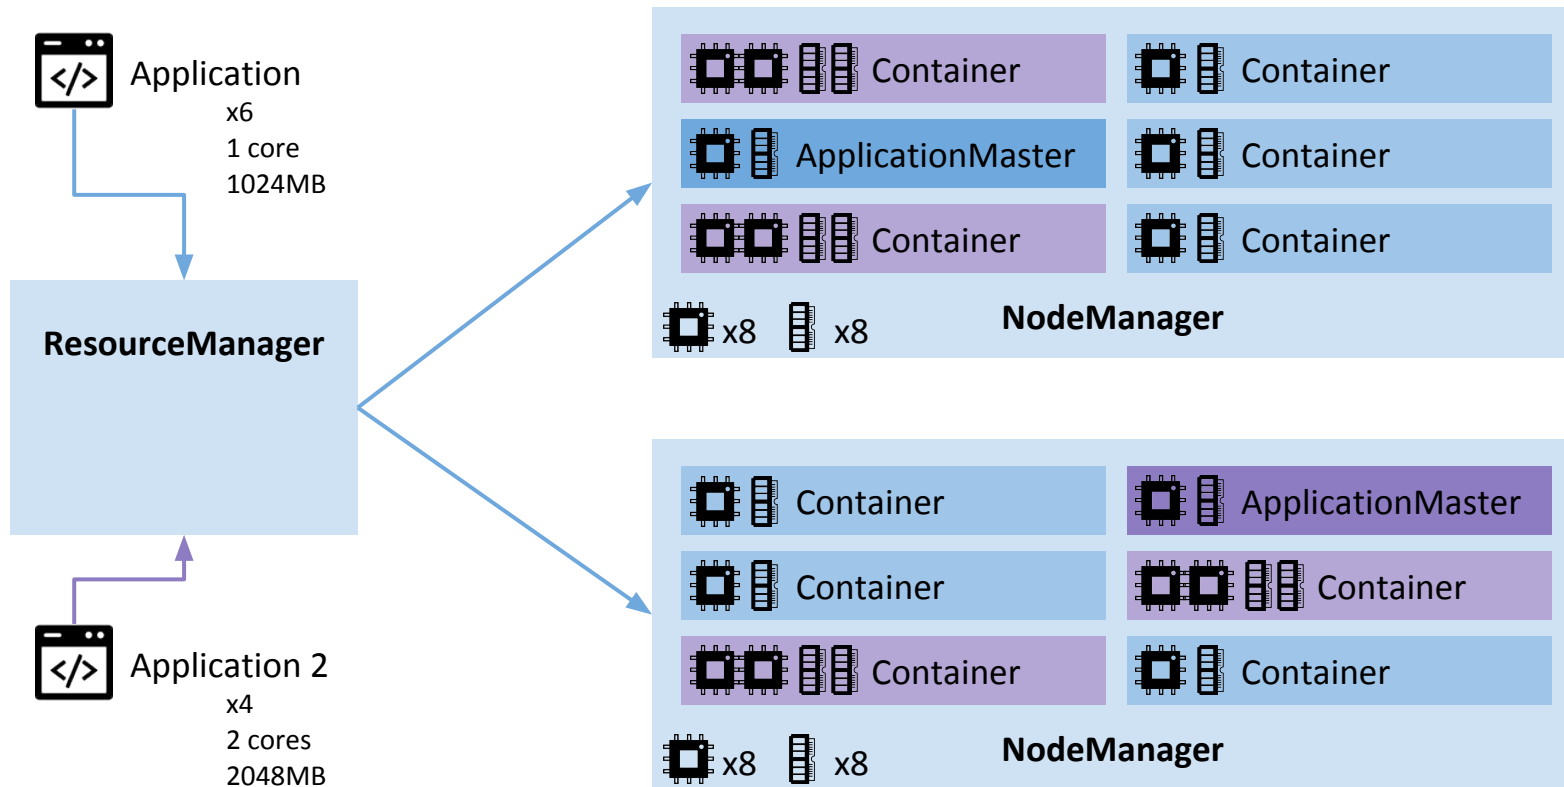 </>
Application
x6
1 core
1024MB
ResourceManager
</>
Application 2
x4
2 cores
2048MB
Container
Container
ApplicationMaster
Container
Container
Container
x8
x8
NodeManager
Container
ApplicationMaster
Container
Container
Container
Container
x8
x8
NodeManager